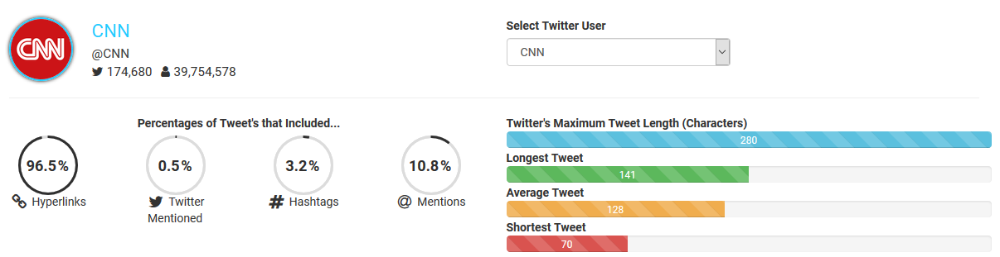 CNN
CNN
@CNN
174,680 39,754,578
Select Twitter User
CNN
Percentages of Tweet's that Included...
96.5%
Hyperlinks
0.5%
Twitter
Mentioned
3.2%
Hashtags
10.8%
@ Mentions
Twitter's Maximum Tweet Length (Characters)
280
Longest Tweet
141
Average Tweet
128
Shortest Tweet
70